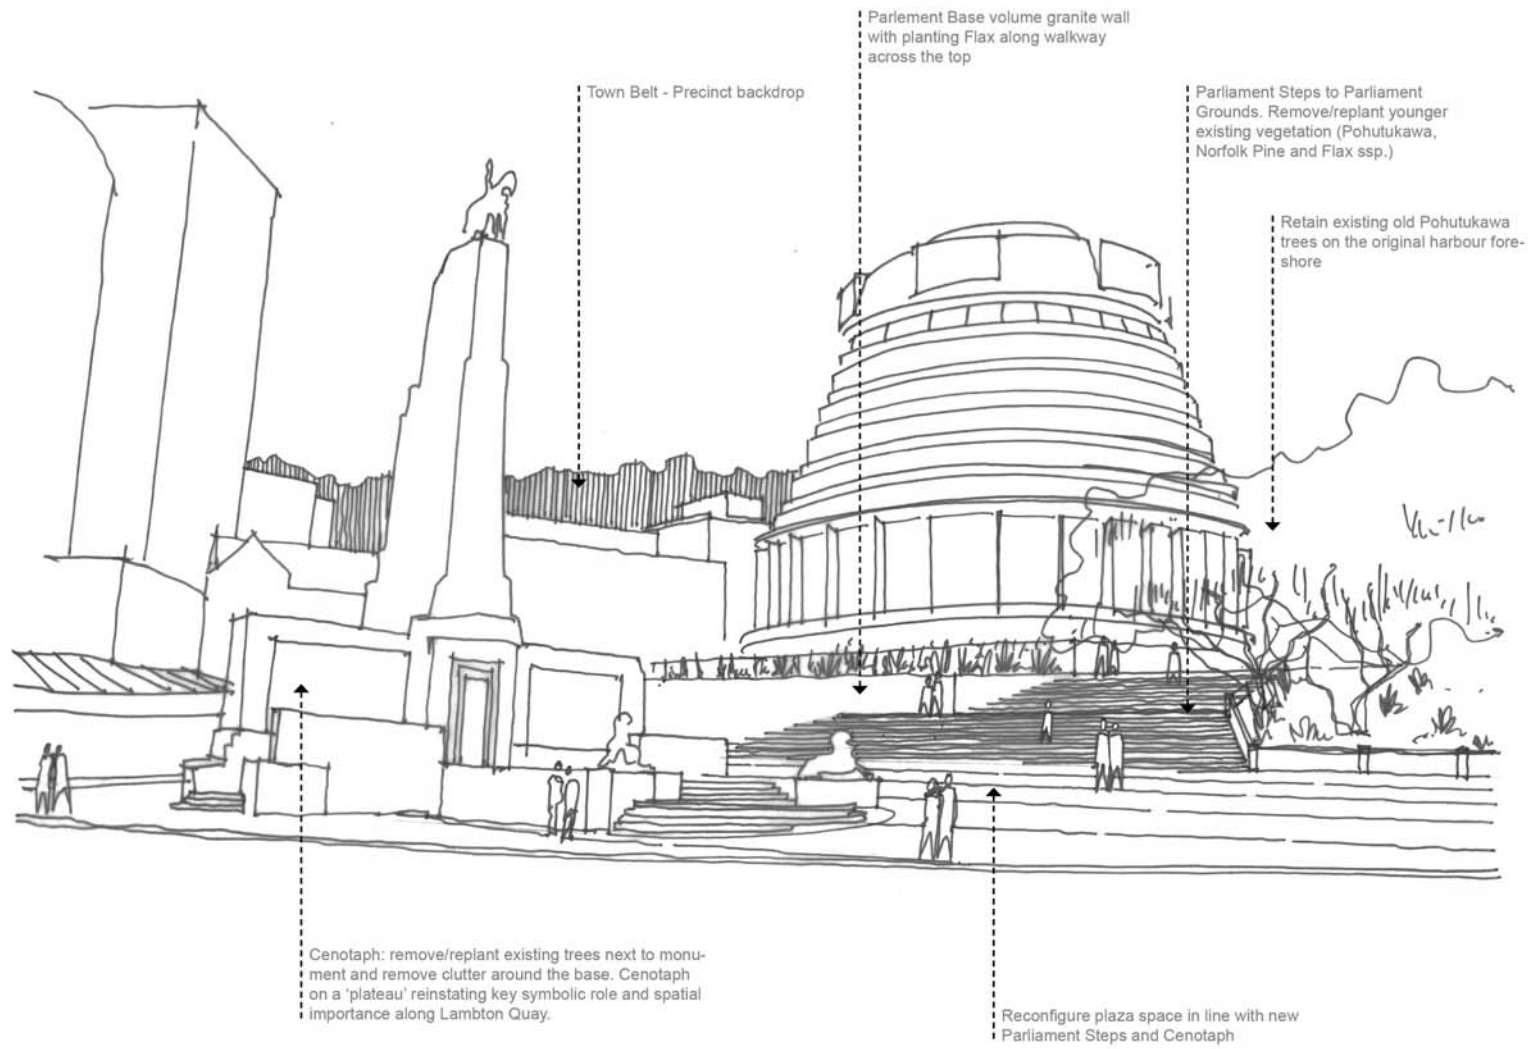 Parlement Base volume granite wall
with planting Flax along walkway
across the top
Town Belt - Precinct backdrop
Parliament Steps to Parliament
Grounds. Remove/replant younger
existing vegetation (Pohutukawa,
Norfolk Pine and Flax ssp.)
Retain existing old Pohutukawa
trees on the original harbour fore-
shore
Cenotaph: remove/replant existing trees next to monu-
ment and remove clutter around the base. Cenotaph
on a ‘plateau’ reinstating key symbolic role and spatial
importance along Lambton Quay.
Reconfigure plaza space in line with new
Parliament Steps and Cenotaph